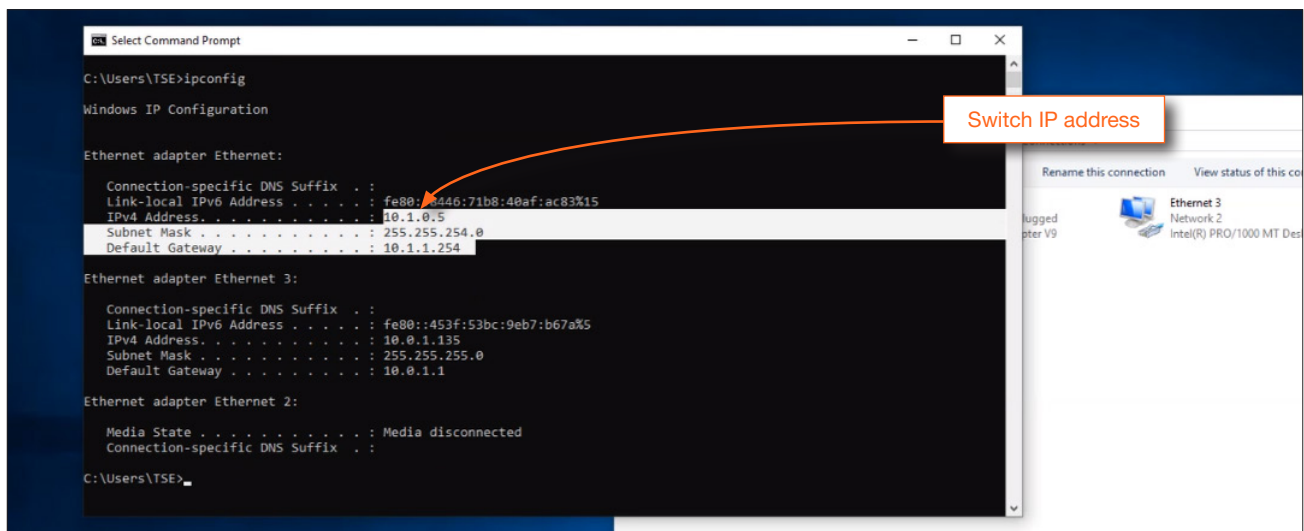 Select Command Prompt
C:\Users\TSE>ipconfig
Windows IP Configuration
Switch IP address
Ethernet adapter Ethernet:
Connection-specific DNS Suffix . :
Link-local IPv6 Address . . . . . : fe80::8446:71b8:40af:ac83%15
IPv4 Address. . . . . . . . . . . : 10.1.0.5
Subnet Mask . . . . . . . . . . . : 255.255.254.0
Default Gateway . . . . . . . . . : 10.1.1.254
Rename this connection View status of this
lugged
pter V9
Ethernet 3
Network 2
Intel(R) PRO/1000 MT Des
Ethernet adapter Ethernet 3:
Connection-specific DNS Suffix . :
Link-local IPv6 Address . . . . . : fe80::453f:53bc:9eb7:b67a%5
IPv4 Address. . . . . . . . . . . : 10.0.1.135
Subnet Mask . . . . . . . . . . . : 255.255.255.0
Default Gateway . . . . . . . . . : 10.0.1.1
Ethernet adapter Ethernet 2:
Media State . . . . . . . . . . . : Media disconnected
Connection-specific DNS Suffix . :
C:\Users\TSE>